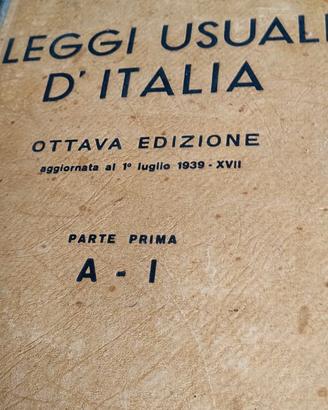 LEGGI USUALI
D'ITALIA
OTTAVA EDIZIONE
aggiornata al 1° luglio 1939 - XVII
PARTE PRIMA
A - I